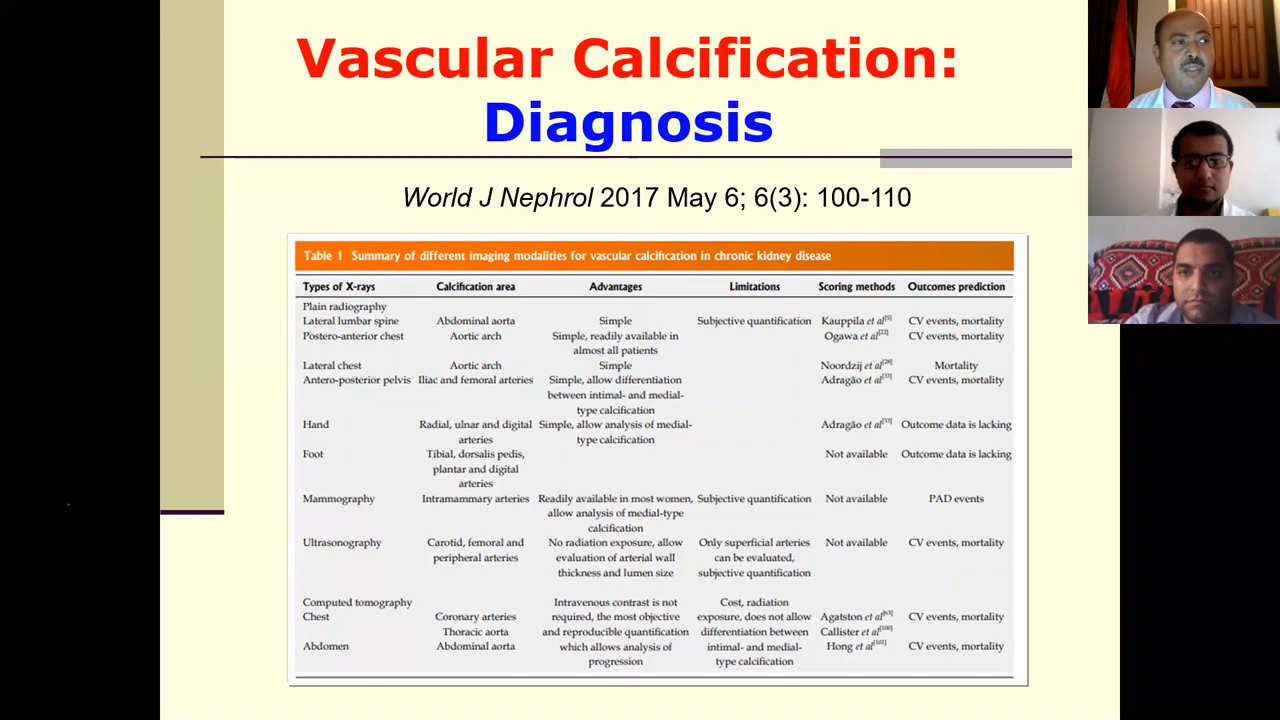 Vascular Calcification:
Diagnosis
World J Nephrol 2017 May 6; 6(3): 100-110
Table 1 Summary of different imaging modalities for vascular calcification in chronic kidney disease
Types of X-rays Calcification area Advantages Limitations Scoring methods Outcomes prediction
Plain radiography
Lateral lumbar spine Abdominal aorta Simple Subjective quantification Kauppila et al[5] CV events, mortality
Postero-anterior chest Aortic arch Simple, readily available in Ogawa et al[22] CV events, mortality
almost all patients
Lateral chest Aortic arch Simple Noordzij et al Mortality
Antero-posterior pelvis Iliac and femoral arteries Simple, allow differentiation Adragão et al CV events, mortality
between intimal- and medial-
type calcification
Hand Radial, ulnar and digital Simple, allow analysis of medial- Adragão et al Outcome data is lacking
arteries type calcification
Foot Tibial, dorsalis pedis, Not available Outcome data is lacking
plantar and digital
arteries
Mammography Intramammary arteries Readily available in most women, Subjective quantification Not available PAD events
allow analysis of medial-type
calcification
Ultrasonography Carotid, femoral and No radiation exposure, allow Only superficial arteries Not available CV events, mortality
peripheral arteries evaluation of arterial wall can be evaluated,
thickness and lumen size subjective quantification
Computed tomography Intravenous contrast is not Cost, radiation
Chest Coronary arteries required, the most objective exposure, does not allow Agatston et al CV events, mortality
Thoracic aorta and reproducible quantification differentiation between Callister et al[100]
Abdomen Abdominal aorta which allows analysis of intimal- and medial- Hong et al[101] CV events, mortality
progression type calcification